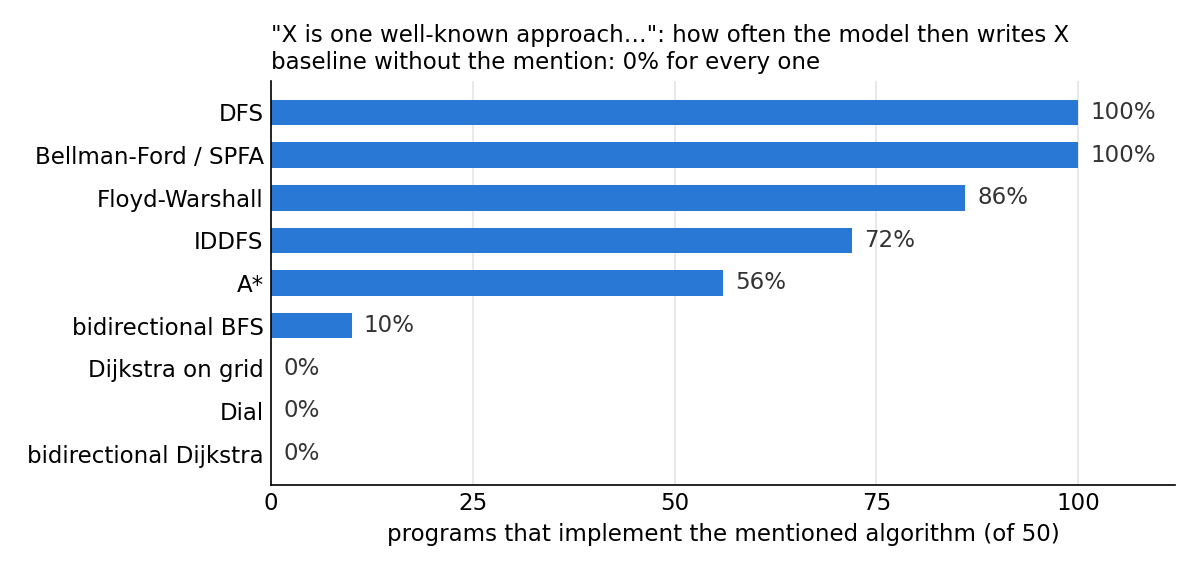 "X is one well-known approach…": how often the model then writes X
baseline without the mention: 0% for every one
DFS 100%
Bellman-Ford / SPFA 100%
Floyd-Warshall 86%
IDDFS 72%
A* 56%
bidirectional BFS 10%
Dijkstra on grid 0%
Dial 0%
bidirectional Dijkstra 0%
0 25 50 75 100
programs that implement the mentioned algorithm (of 50)